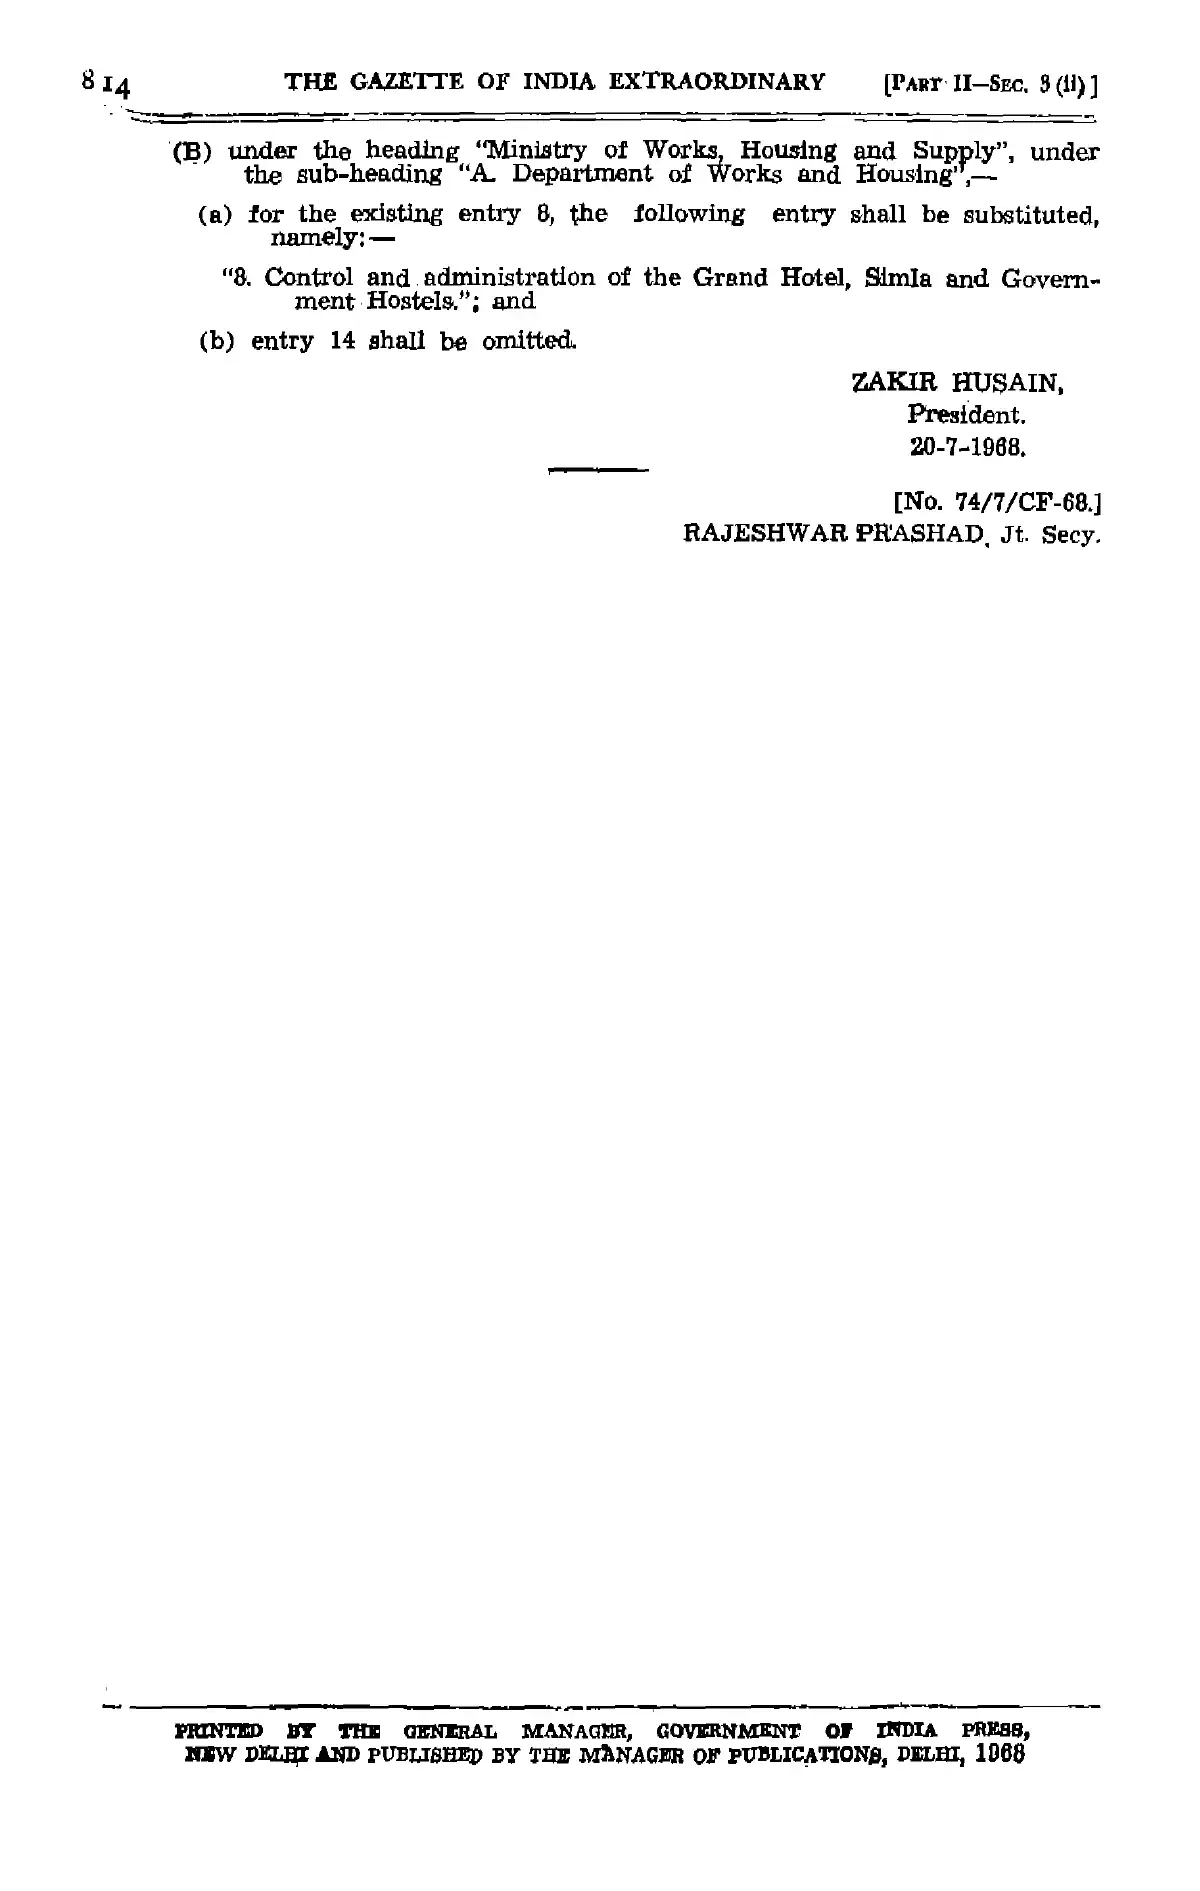 814 THE GAZETTE OF INDIA EXTRAORDINARY [PART II—SEC. 3(ii)]
(B) under the heading "Ministry of Works, Housing and Supply", under
the sub-heading "A. Department of Works and Housing",—
(a) for the existing entry 8, the following entry shall be substituted,
namely:—
"8. Control and administration of the Grand Hotel, Simla and Govern-
ment Hostels."; and
(b) entry 14 shall be omitted.
ZAKIR HUSAIN,
President.
20-7-1968.
[No. 74/7/CF-68.]
RAJESHWAR PRASHAD, Jt. Secy.
PRINTED BY THE GENERAL MANAGER, GOVERNMENT OF INDIA PRESS,
NEW DELHI AND PUBLISHED BY THE MANAGER OF PUBLICATIONS, DELHI, 1968